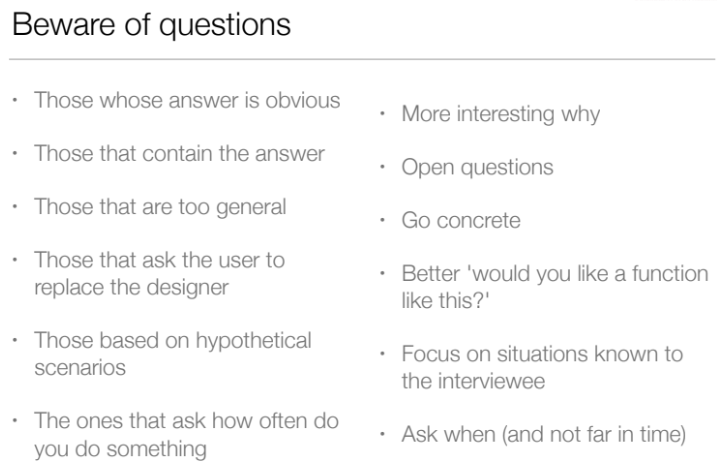 Beware of questions
• Those whose answer is obvious
• Those that contain the answer
• Those that are too general
• Those that ask the user to
replace the designer
• Those based on hypothetical
scenarios
• The ones that ask how often do
you do something
• More interesting why
• Open questions
• Go concrete
• Better 'would you like a function
like this?'
• Focus on situations known to
the interviewee
• Ask when (and not far in time)